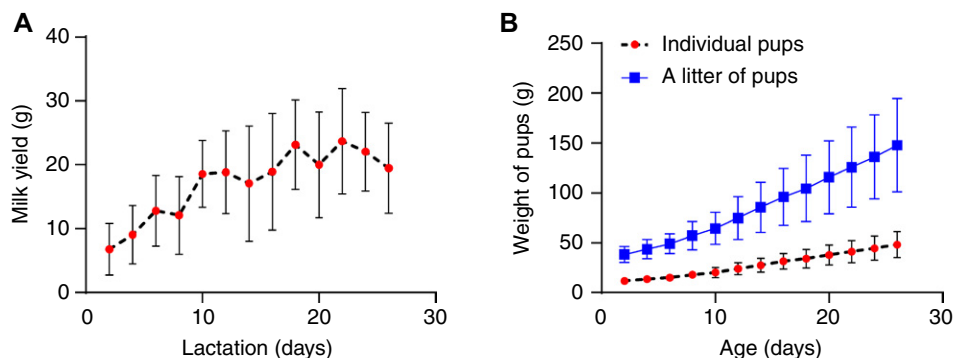 A
40
30
20
10
0
Milk yield (g)
0
10
20
30
Lactation (days)
B
Individual pups
A litter of pups
250
200
150
100
50
0
Weight of pups (g)
0
10
20
30
Age (days)